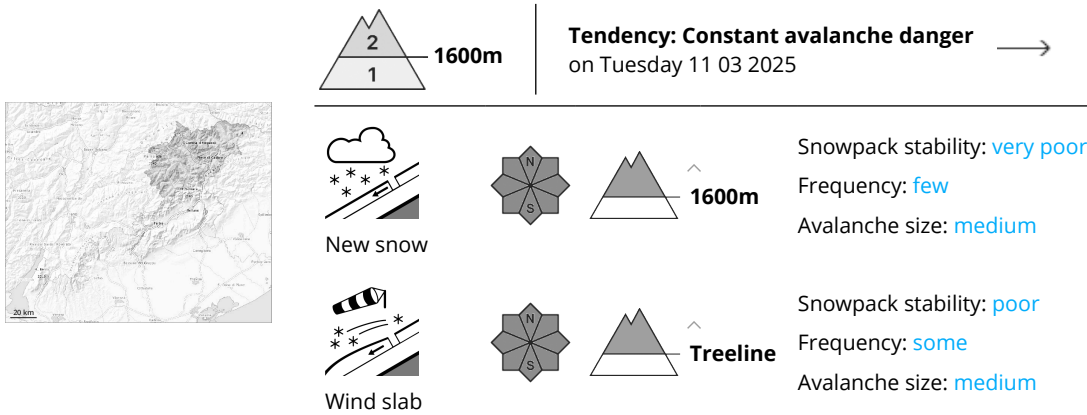 2
1600m
1
Tendency: Constant avalanche danger
on Tuesday 11 03 2025
20 km
N
S
1600m
New snow
Snowpack stability: very poor
Frequency: few
Avalanche size: medium
N
S
Treeline
Wind slab
Snowpack stability: poor
Frequency: some
Avalanche size: medium